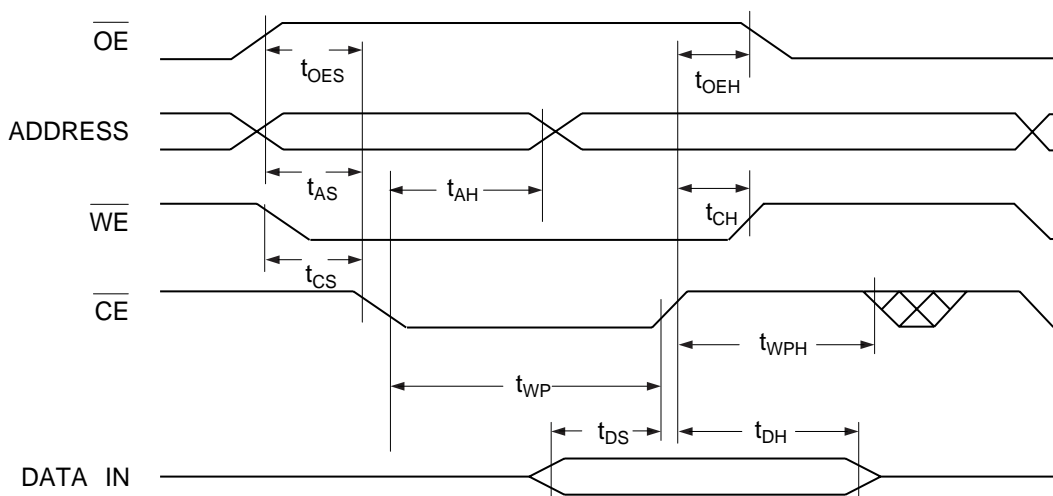 OE
tOES
tOEH
ADDRESS
tAS
tAH
tCH
WE
tCS
CE
tWPH
tWP
tDS
tDH
DATA IN